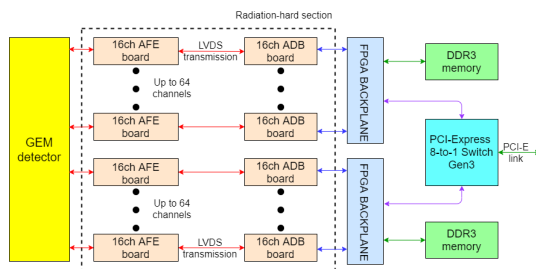 Radiation-hard section
GEM
detector
16ch AFE
board
LVDS
transmission
16ch ADB
board
Up to 64
channels
16ch AFE
board
16ch ADB
board
FPGA BACKPLANE
DDR3
memory
PCI-Express
8-to-1 Switch
Gen3
PCI-E
link
16ch AFE
board
16ch ADB
board
Up to 64
channels
16ch AFE
board
LVDS
transmission
16ch ADB
board
FPGA BACKPLANE
DDR3
memory